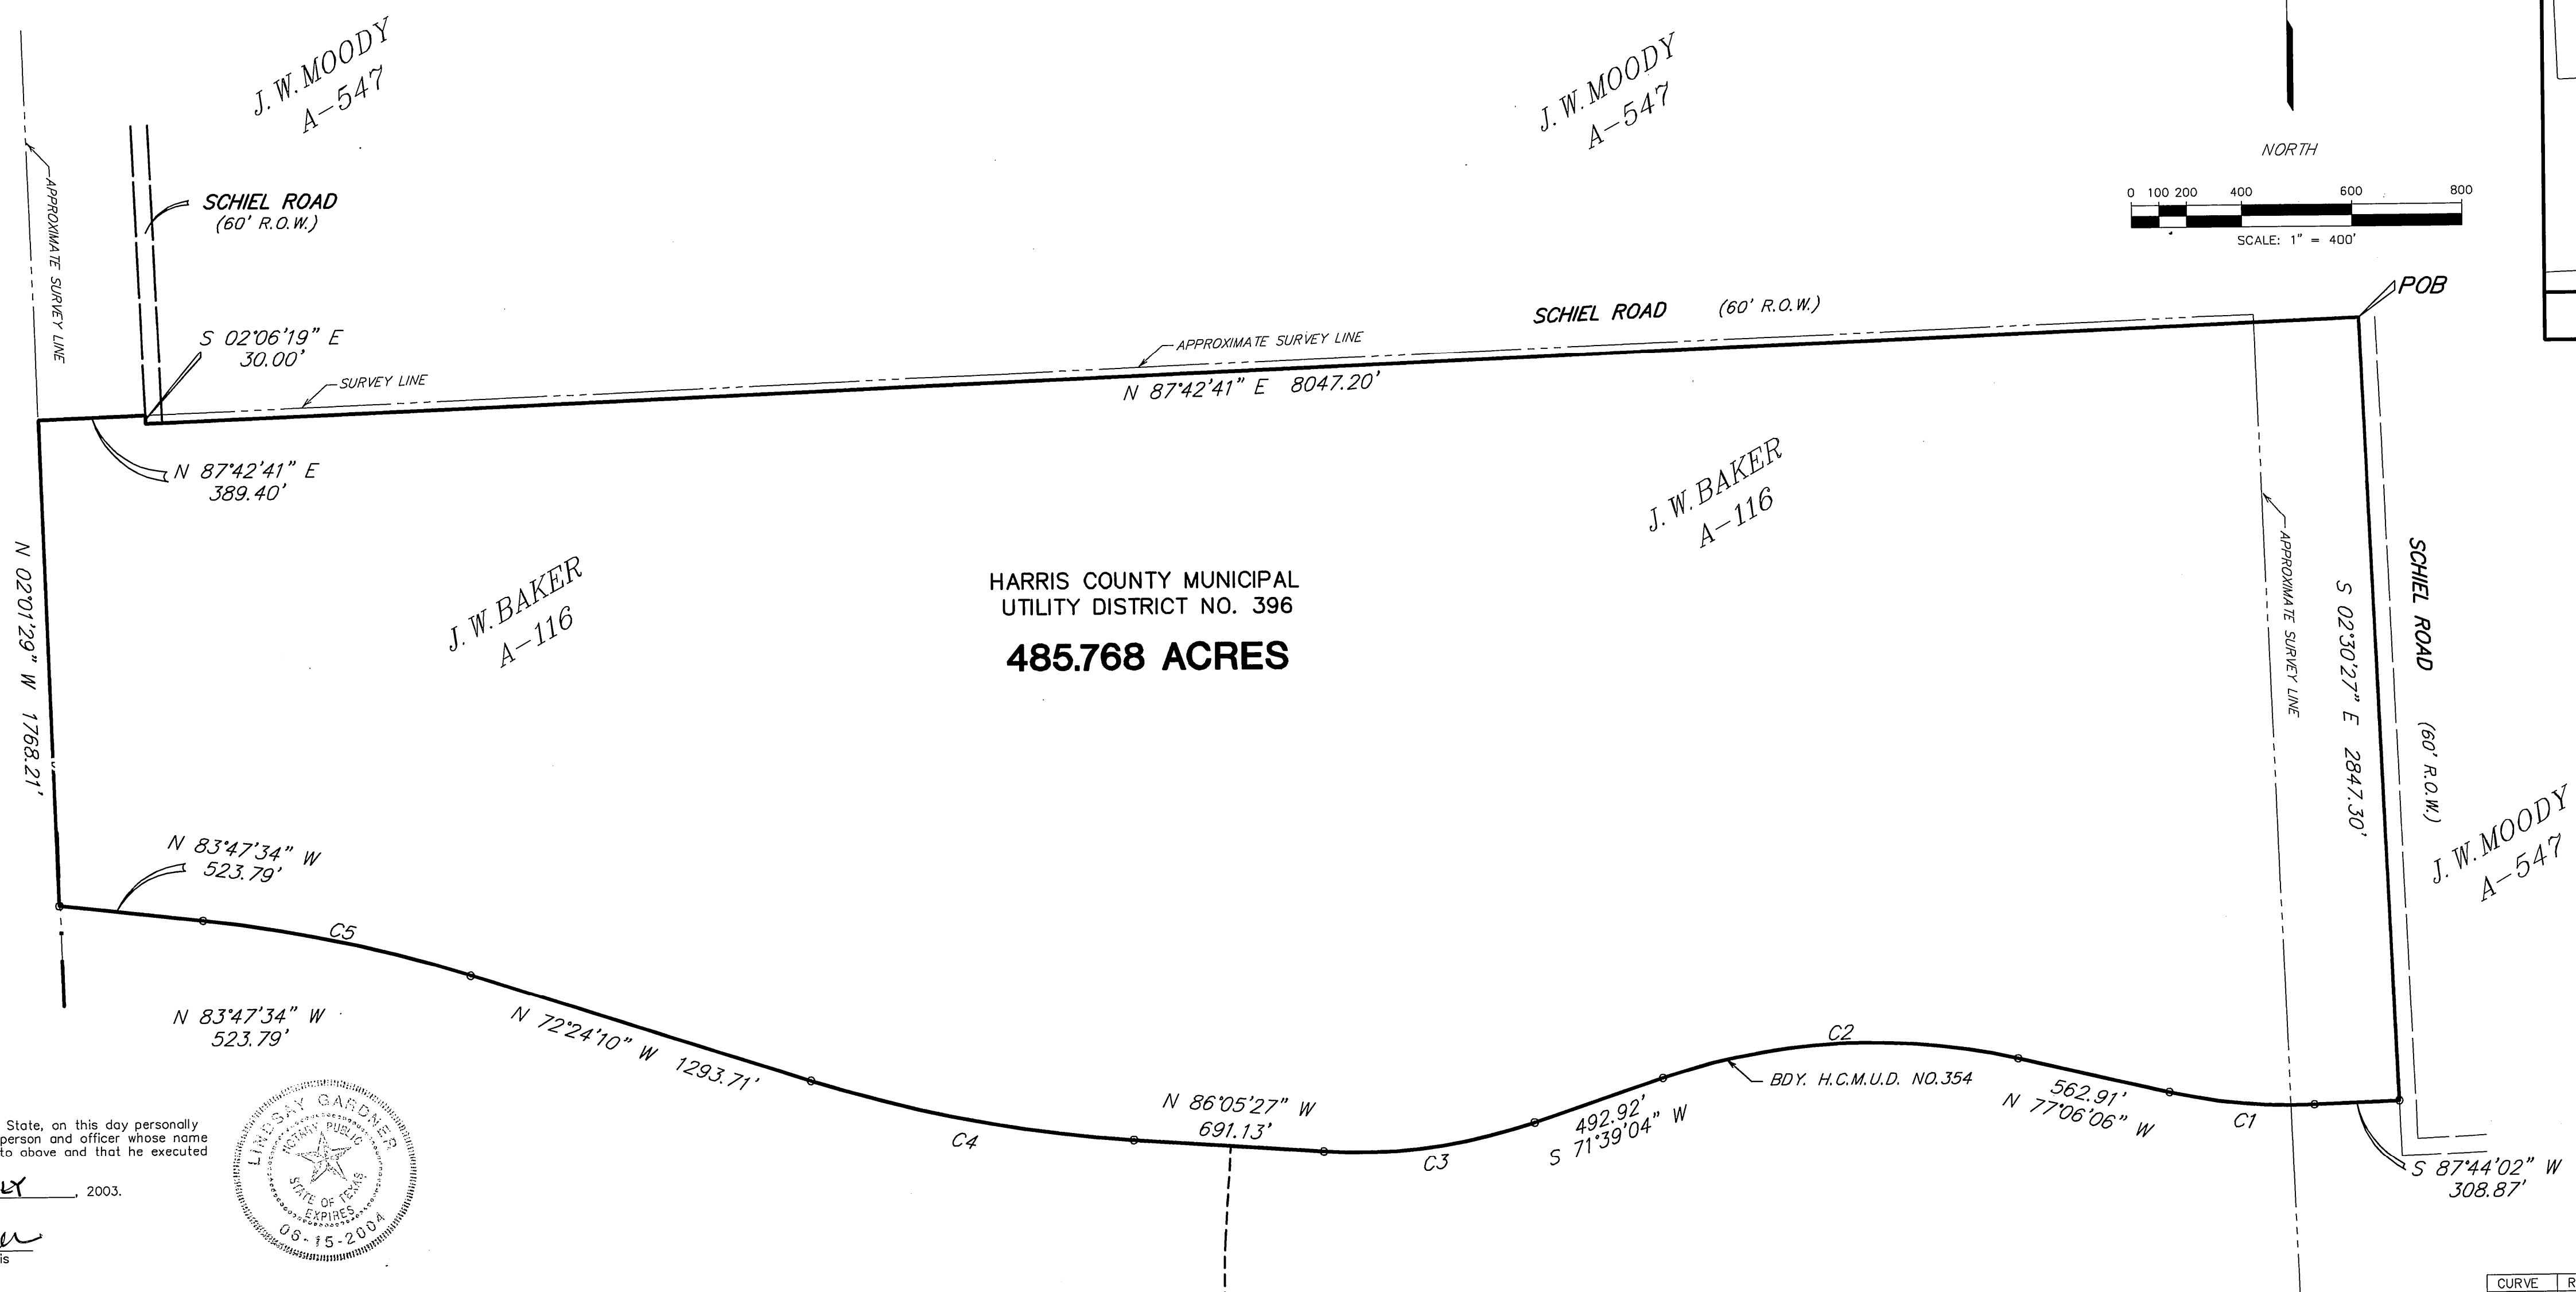 J. W. MOODY
A-547
J. W. MOODY
A-547
NORTH
0 100 200 400 600 800
SCALE: 1" = 400'
APPROXIMATE SURVEY LINE
SCHIEL ROAD
(60' R.O.W.)
POB
SCHIEL ROAD (60' R.O.W.)
S 02°06'19" E
30.00'
APPROXIMATE SURVEY LINE
SURVEY LINE
N 87°42'41" E 8047.20'
N 87°42'41" E
389.40'
J. W. BAKER
A-116
APPROXIMATE SURVEY LINE
SCHIEL ROAD (60' R.O.W.)
S 02°30'27" E 2847.30'
N 02°01'29" W 1768.21'
J. W. BAKER
A-116
HARRIS COUNTY MUNICIPAL
UTILITY DISTRICT NO. 396
485.768 ACRES
J. W. MOODY
A-547
N 83°47'34" W
523.79'
C5
N 83°47'34" W
523.79'
N 72°24'10" W 1293.71'
C4
N 86°05'27" W
691.13'
C3
492.92'
S 71°39'04" W
C2
BDY. H.C.M.U.D. NO.354
562.91'
N 77°06'06" W
C1
S 87°44'02" W
308.87'
State, on this day personally
person and officer whose name
to above and that he executed
, 2003.
is
LINDSAY GARDNER
NOTARY PUBLIC
STATE OF TEXAS
EXPIRES
06-15-2004
CURVE R